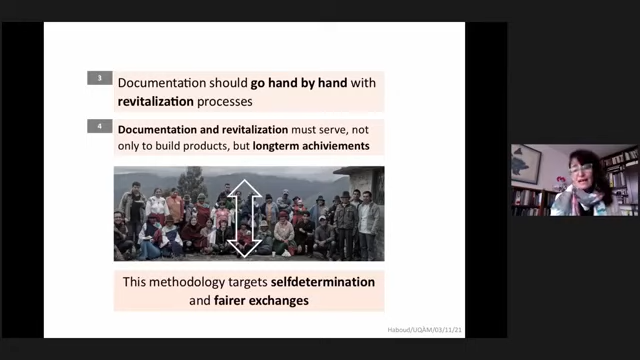 3
Documentation should go hand by hand with
revitalization processes
4
Documentation and revitalization must serve, not
only to build products, but longterm achiviements
This methodology targets selfdetermination
and fairer exchanges
Haboud/UQÀM/03/11/21